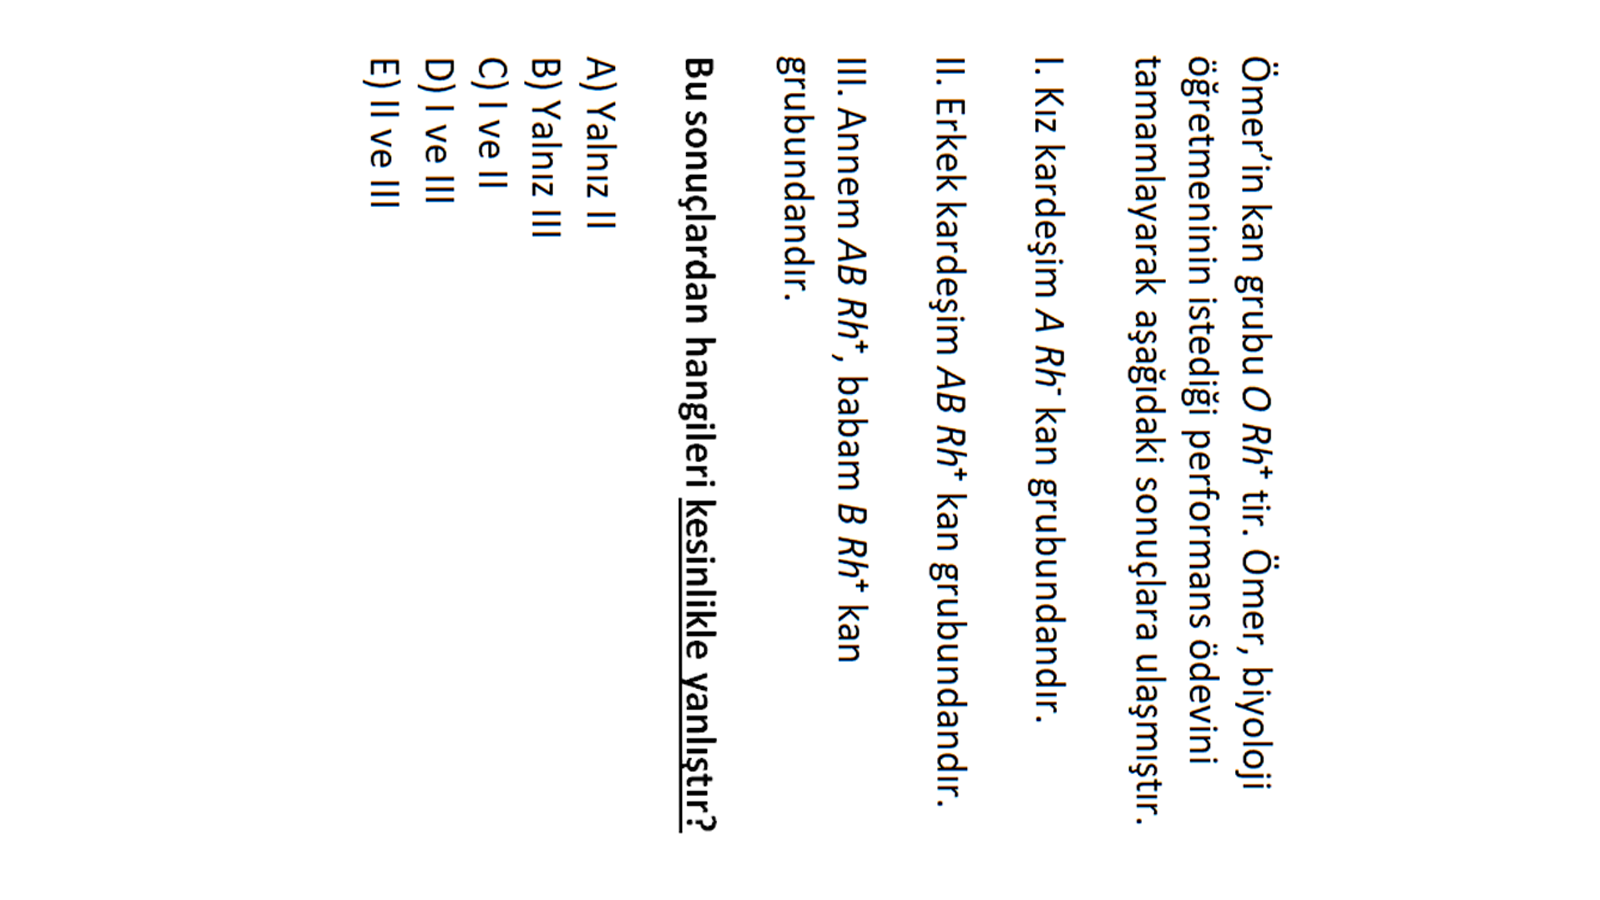 Ömer’in kan grubu O Rh⁺ tir. Ömer, biyoloji
öğretmeninin istediği performans ödevini
tamamlayarak aşağıdaki sonuçlara ulaşmıştır.
I. Kız kardeşim A Rh⁻ kan grubundandır.
II. Erkek kardeşim AB Rh⁺ kan grubundandır.
III. Annem AB Rh⁺, babam B Rh⁺ kan
grubundandır.
Bu sonuçlardan hangileri kesinlikle yanlıştır?
A) Yalnız II
B) Yalnız III
C) I ve II
D) I ve III
E) II ve III